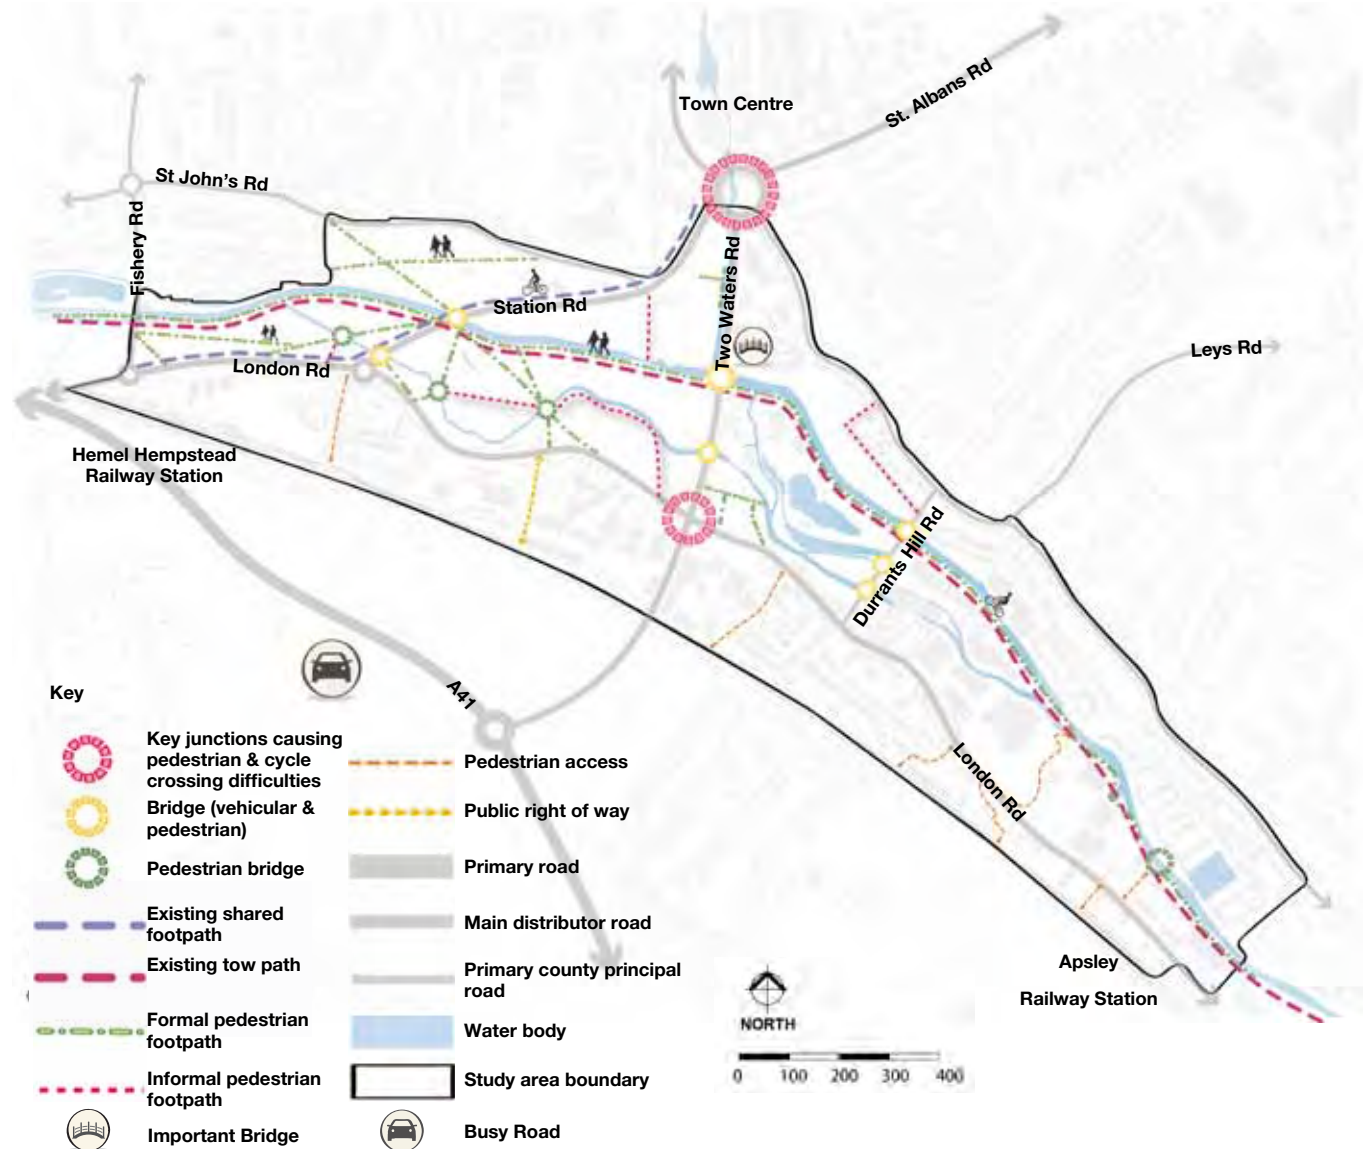 Town Centre
St. Albans Rd
St John's Rd
Fishery Rd
Two Waters Rd
Station Rd
London Rd
Leys Rd
Hemel Hempstead
Railway Station
Durrants Hill Rd
A41
London Rd
Apsley
Railway Station
Key
Key junctions causing
pedestrian & cycle
crossing difficulties
Bridge (vehicular &
pedestrian)
Pedestrian bridge
Existing shared
footpath
Existing tow path
Formal pedestrian
footpath
Informal pedestrian
footpath
Important Bridge
Pedestrian access
Public right of way
Primary road
Main distributor road
Primary county principal
road
Water body
Study area boundary
Busy Road
NORTH
0 100 200 300 400